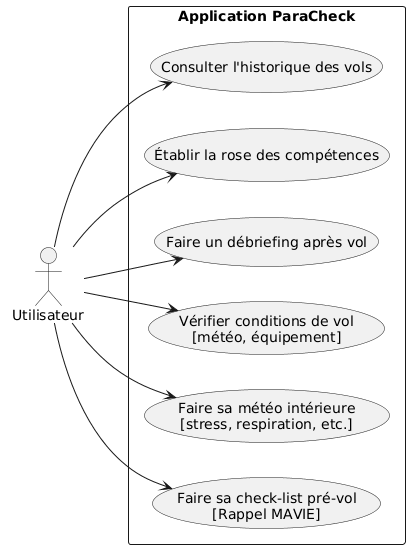 Application ParaCheck
Consulter l'historique des vols
Établir la rose des compétences
Faire un débriefing après vol
Utilisateur
Vérifier conditions de vol
[météo, équipement]
Faire sa météo intérieure
[stress, respiration, etc.]
Faire sa check-list pré-vol
[Rappel MAVIE]